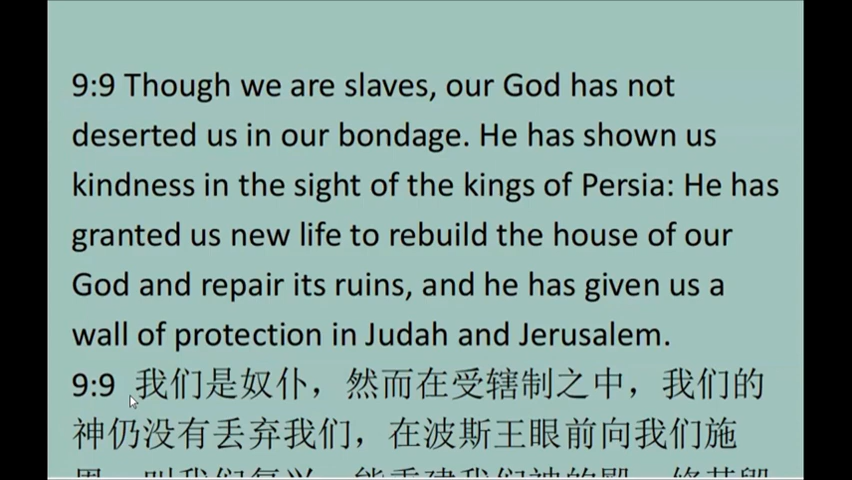 9:9 Though we are slaves, our God has not
deserted us in our bondage. He has shown us
kindness in the sight of the kings of Persia: He has
granted us new life to rebuild the house of our
God and repair its ruins, and he has given us a
wall of protection in Judah and Jerusalem.
9:9 我们是奴仆，然而在受辖制之中，我们的
神仍没有丢弃我们，在波斯王眼前向我们施